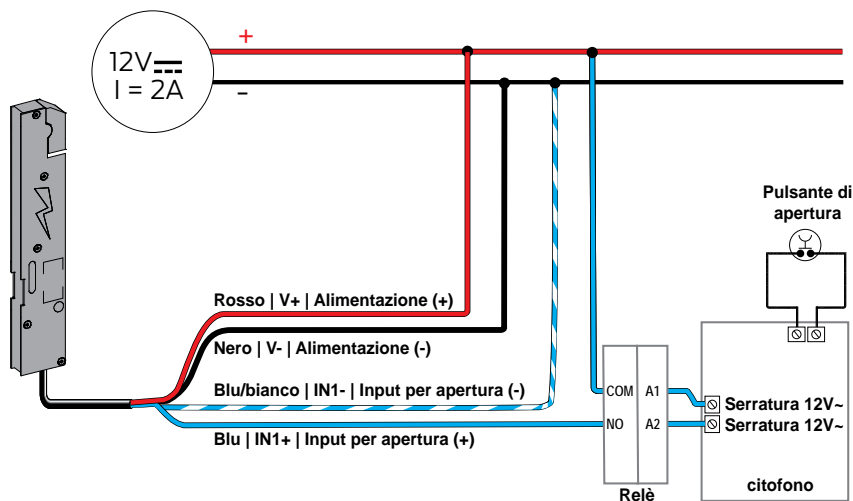 +
12V
I = 2A
-
Pulsante di
apertura
Rosso | V+ | Alimentazione (+)
Nero | V- | Alimentazione (-)
Blu/bianco | IN1- | Input per apertura (-)
Blu | IN1+ | Input per apertura (+)
COM A1
NO A2
Serratura 12V~
Serratura 12V~
citofono
Relè